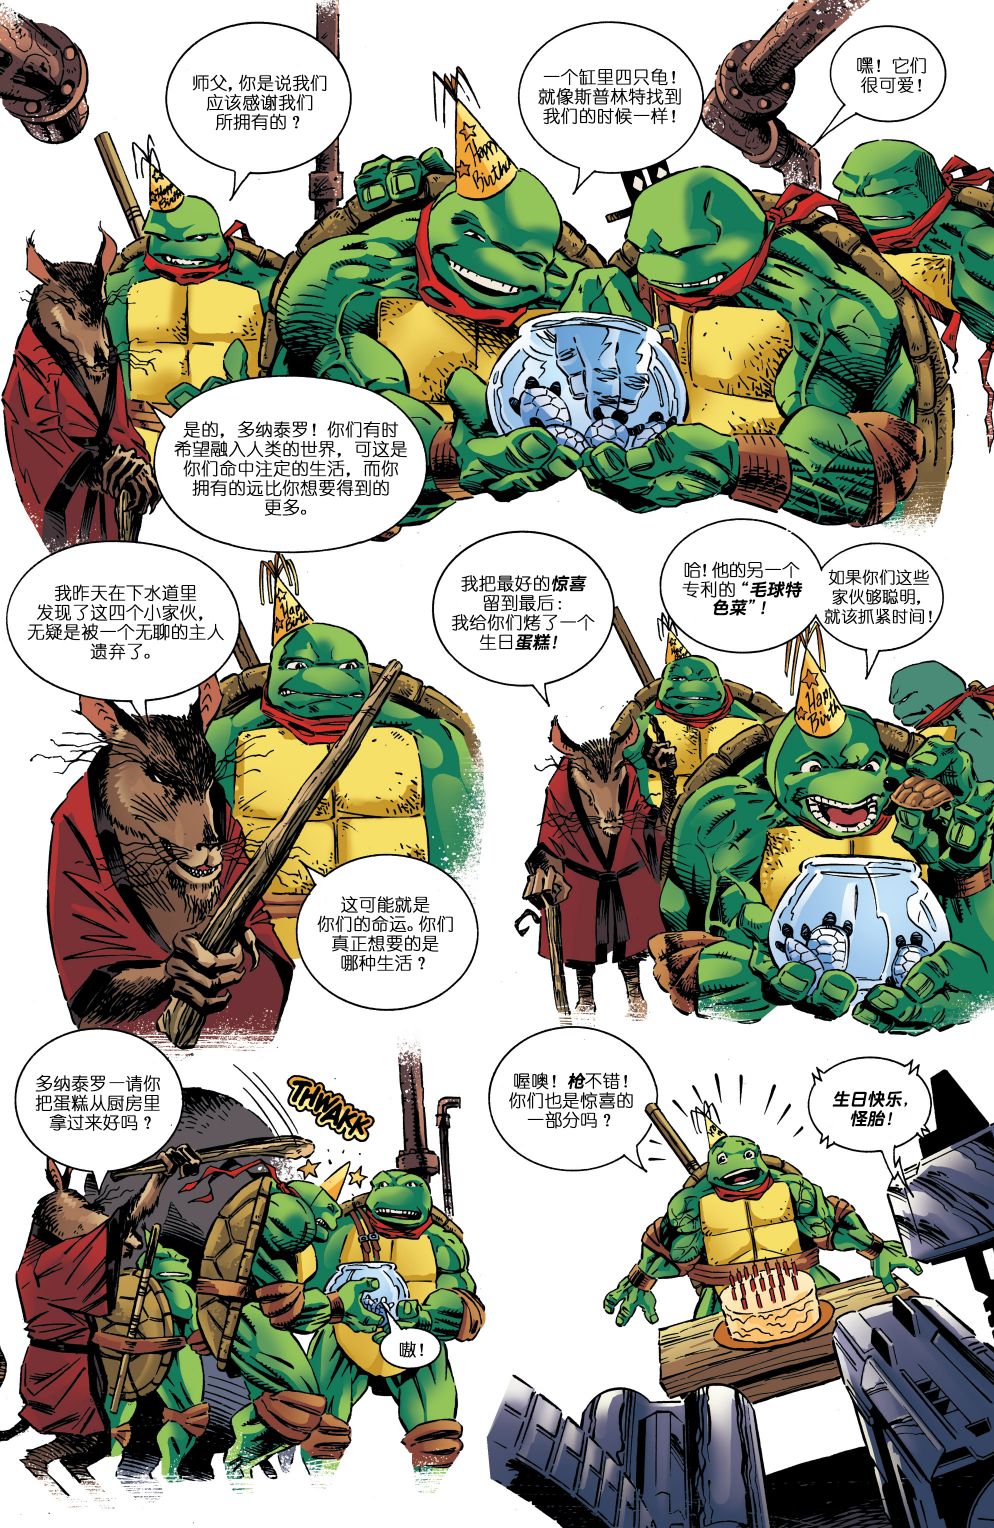 师父，你是说我们
应该感谢我们
所拥有的？
一个缸里四只龟！
就像斯普林特找到
我们的时候一样！
嘿！它们
很可爱！
Happy
Birthd
Happy
Birthd
是的，多纳泰罗！你们有时
希望融入人类的世界，可这是
你们命中注定的生活，而你
拥有的远比你想要得到的
更多。
我昨天在下水道里
发现了这四个小家伙，
无疑是被一个无聊的主人
遗弃了。
Happy
Birth
这可能就是
你们的命运。你们
真正想要的是
哪种生活？
我把最好的惊喜
留到最后：
我给你们烤了一个
生日蛋糕！
哈！他的另一个
专利的“毛球特
色菜”！
如果你们这些
家伙够聪明，
就该抓紧时间！
Happy
Birth
多纳泰罗—请你
把蛋糕从厨房里
拿过来好吗？
THWAKK
嗷！
喔噢！枪不错！
你们也是惊喜的
一部分吗？
生日快乐，
怪胎！